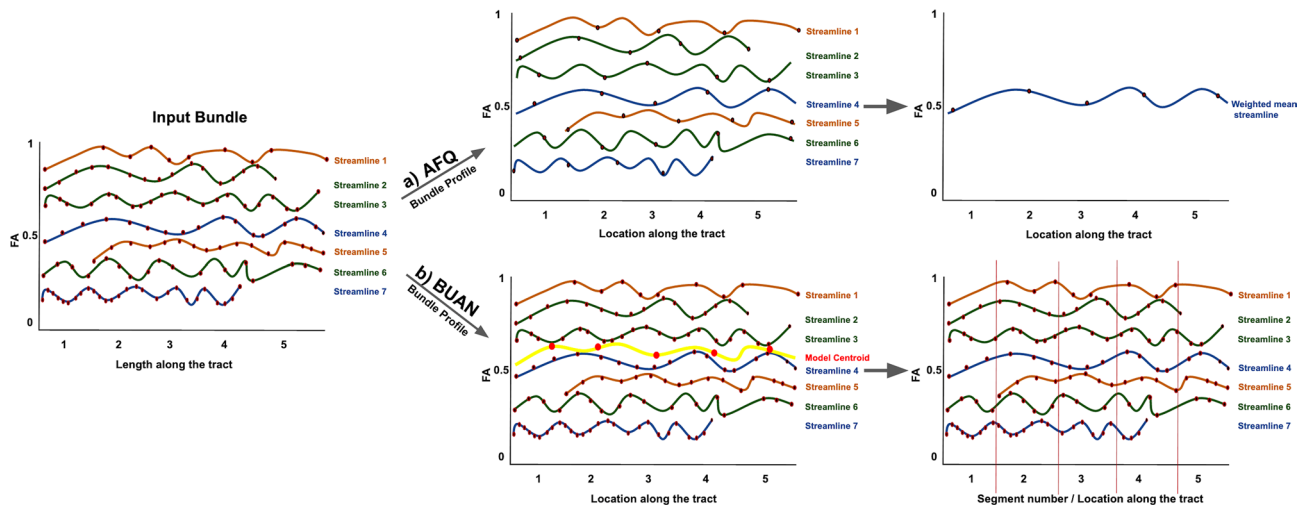 Input Bundle
1
0.5
0
FA
Streamline 1
Streamline 2
Streamline 3
Streamline 4
Streamline 5
Streamline 6
Streamline 7
1 2 3 4 5
Length along the tract
a) AFQ
Bundle Profile
b) BUAN
Bundle Profile
1
0.5
0
FA
Streamline 1
Streamline 2
Streamline 3
Streamline 4
Streamline 5
Streamline 6
Streamline 7
1 2 3 4 5
Location along the tract
1
0.5
0
FA
Weighted mean
streamline
1 2 3 4 5
Location along the tract
1
0.5
0
FA
Streamline 1
Streamline 2
Streamline 3
Model Centroid
Streamline 4
Streamline 5
Streamline 6
Streamline 7
1 2 3 4 5
Location along the tract
1
0.5
0
FA
Streamline 1
Streamline 2
Streamline 3
Streamline 4
Streamline 5
Streamline 6
Streamline 7
1 2 3 4 5
Segment number / Location along the tract